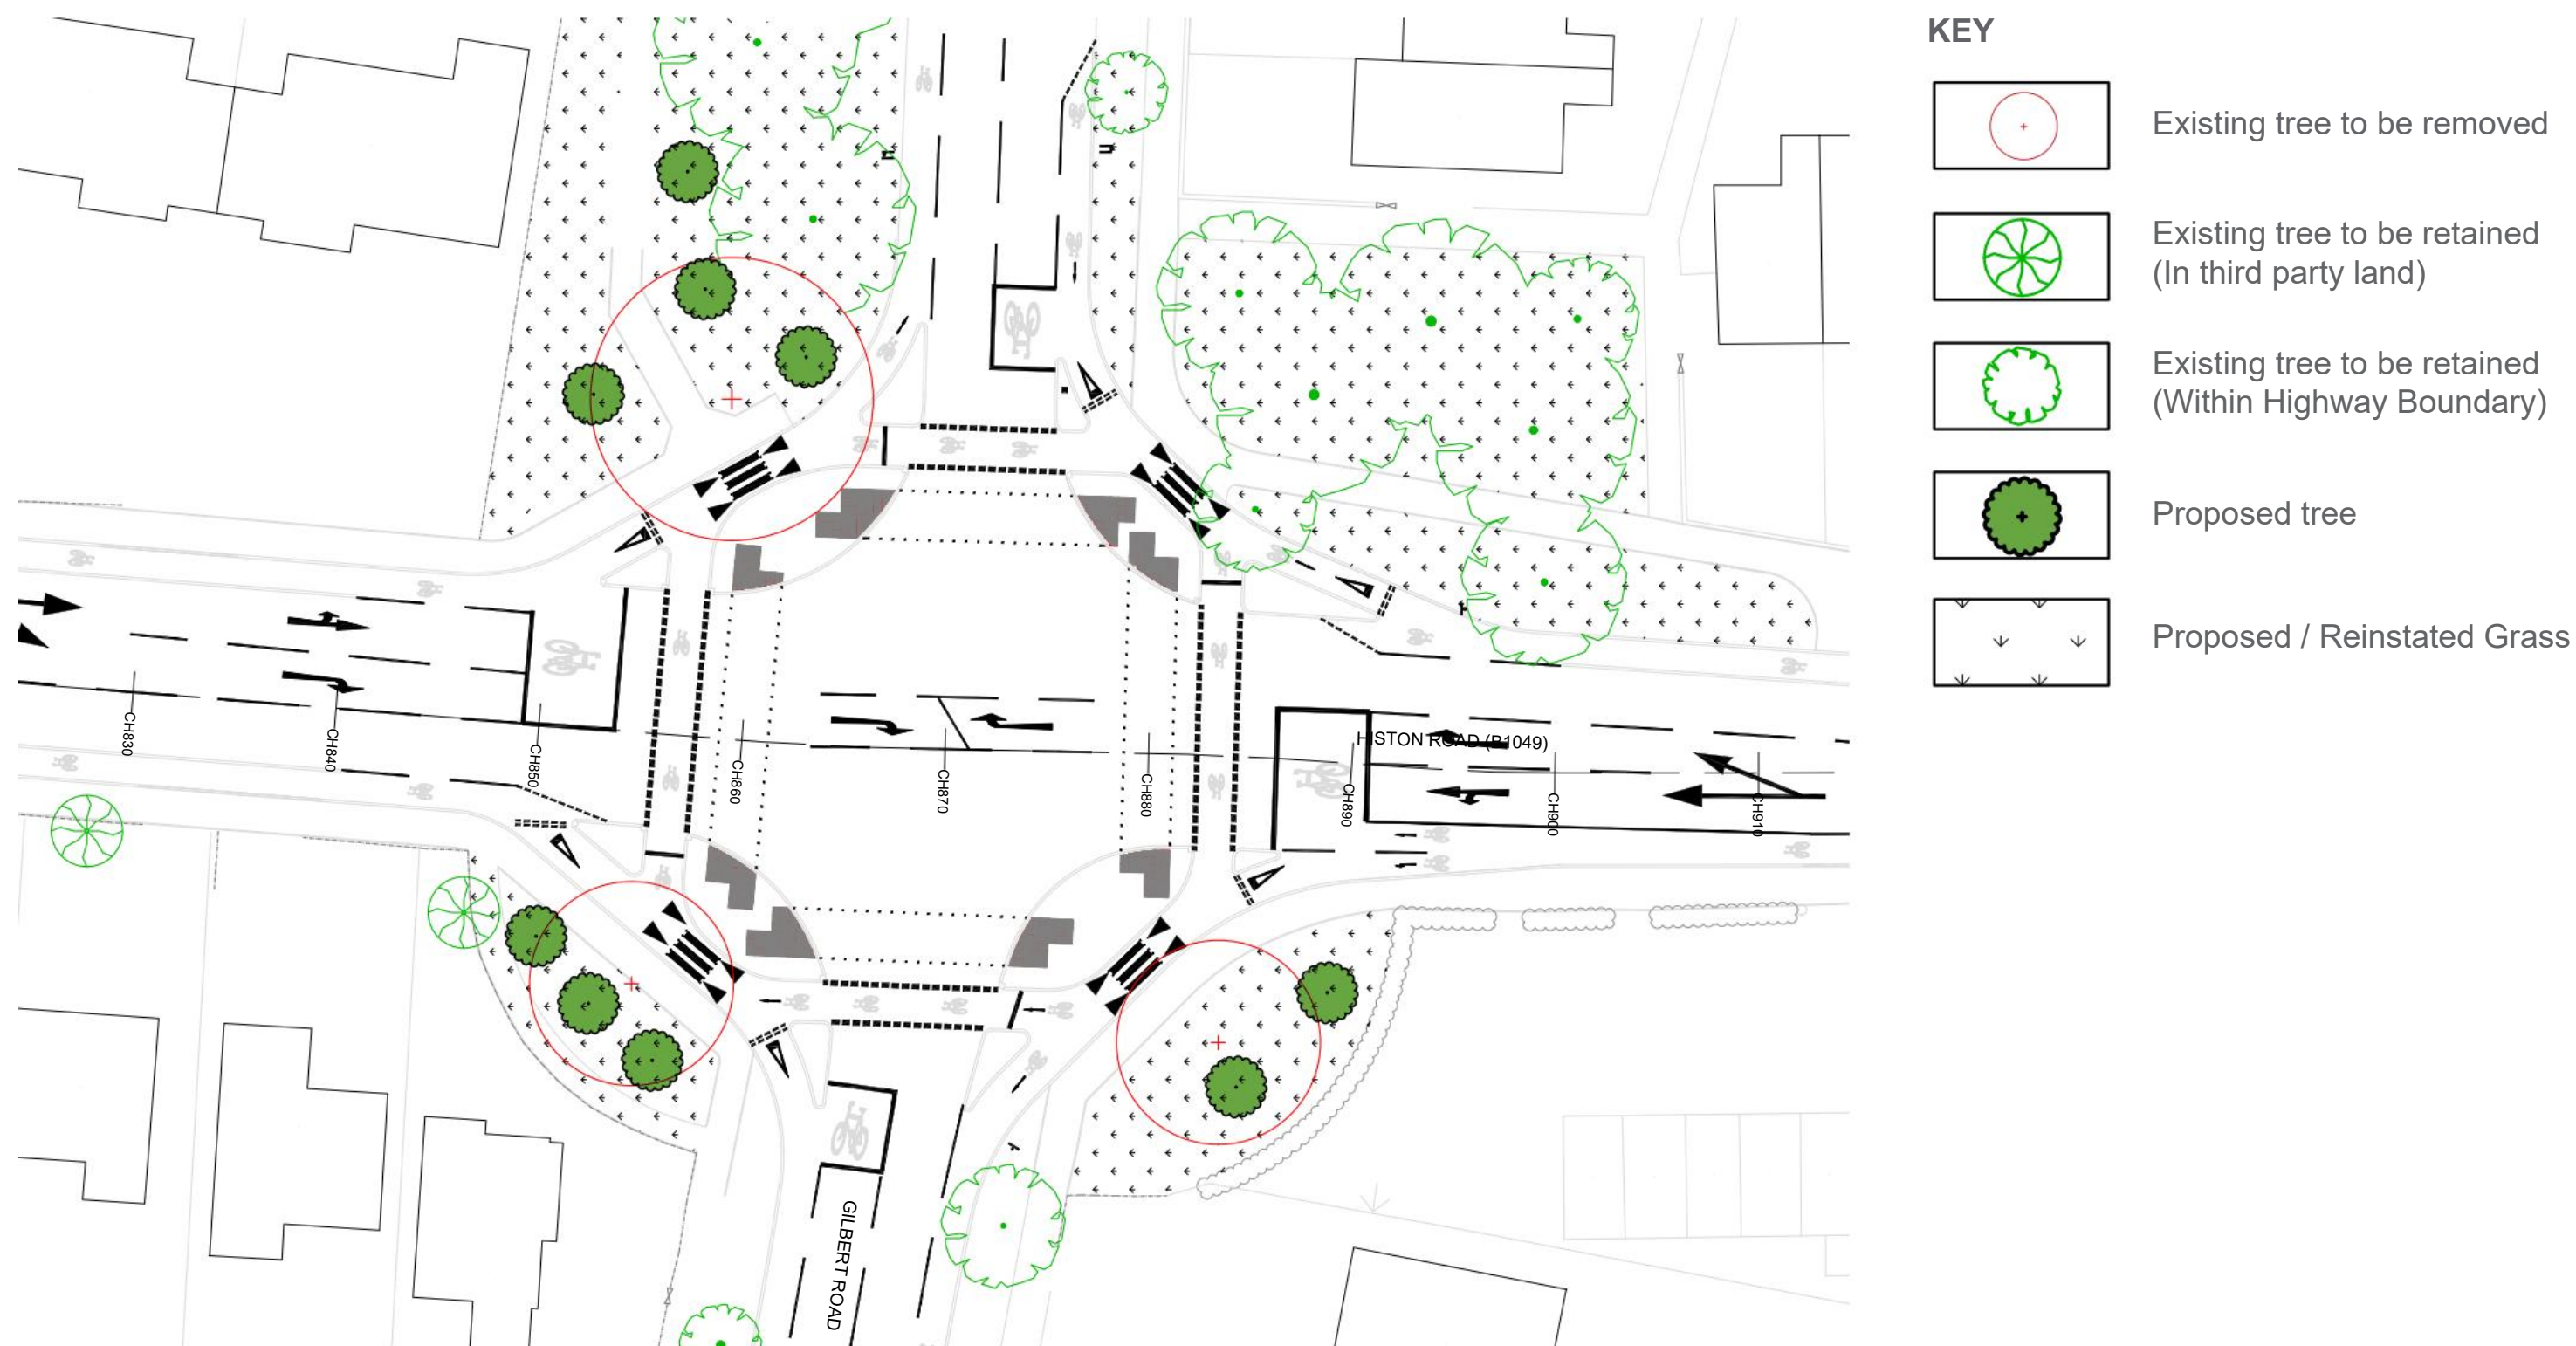 KEY
Existing tree to be removed
Existing tree to be retained
(In third party land)
Existing tree to be retained
(Within Highway Boundary)
Proposed tree
Proposed / Reinstated Grass
CH830
CH840
CH850
CH860
CH870
CH880
HISTON ROAD (B1049)
CH890
CH900
CH910
GILBERT ROAD